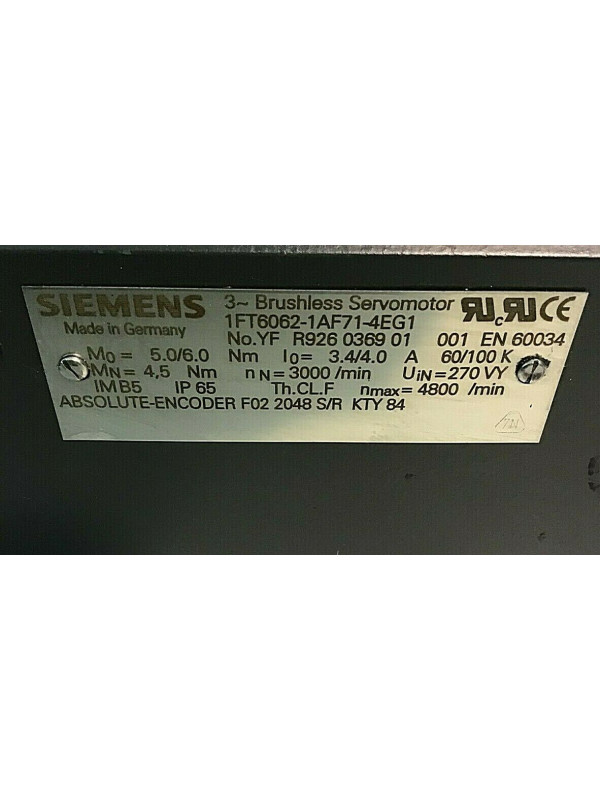 SIEMENS 3~ Brushless Servomotor
Made in Germany 1FT6062-1AF71-4EG1
No.YF R926 0369 01 001 EN 60034
M0 = 5.0/6.0 Nm I0 = 3.4/4.0 A 60/100 K
MN = 4,5 Nm nN = 3000 /min UIN = 270 VY
IM B5 IP 65 Th.CL.F nmax = 4800 /min
ABSOLUTE-ENCODER F02 2048 S/R KTY 84